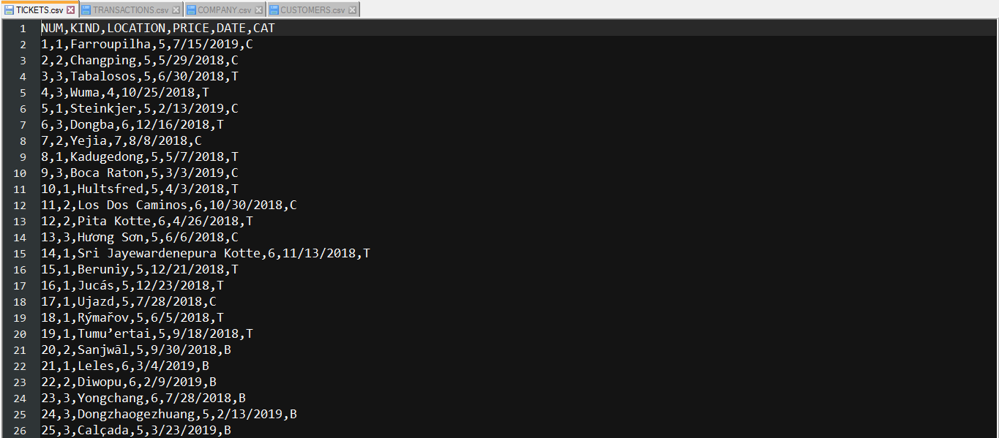 TICKETS.csv TRANSACTIONS.csv COMPANY.csv CUSTOMERS.csv
1 NUM,KIND,LOCATION,PRICE,DATE,CAT
2 1,1,Farroupilha,5,7/15/2019,C
3 2,2,Changping,5,5/29/2018,C
4 3,3,Tabalosos,5,6/30/2018,T
5 4,3,Wuma,4,10/25/2018,T
6 5,1,Steinkjer,5,2/13/2019,C
7 6,3,Dongba,6,12/16/2018,T
8 7,2,Yejia,7,8/8/2018,C
9 8,1,Kadugedong,5,5/7/2018,T
10 9,3,Boca Raton,5,3/3/2019,C
11 10,1,Hultsfred,5,4/3/2018,T
12 11,2,Los Dos Caminos,6,10/30/2018,C
13 12,2,Pita Kotte,6,4/26/2018,T
14 13,3,Hương Sơn,5,6/6/2018,C
15 14,1,Sri Jayewardenepura Kotte,6,11/13/2018,T
16 15,1,Beruniy,5,12/21/2018,T
17 16,1,Jucás,5,12/23/2018,T
18 17,1,Ujazd,5,7/28/2018,C
19 18,1,Rýmařov,5,6/5/2018,T
20 19,1,Tumu’ertai,5,9/18/2018,T
21 20,2,Sanjwāl,5,9/30/2018,B
22 21,1,Leles,6,3/4/2019,B
23 22,2,Diwopu,6,2/9/2019,B
24 23,3,Yongchang,6,7/28/2018,B
25 24,3,Dongzhaogezhuang,5,2/13/2019,B
26 25,3,Calçada,5,3/23/2019,B